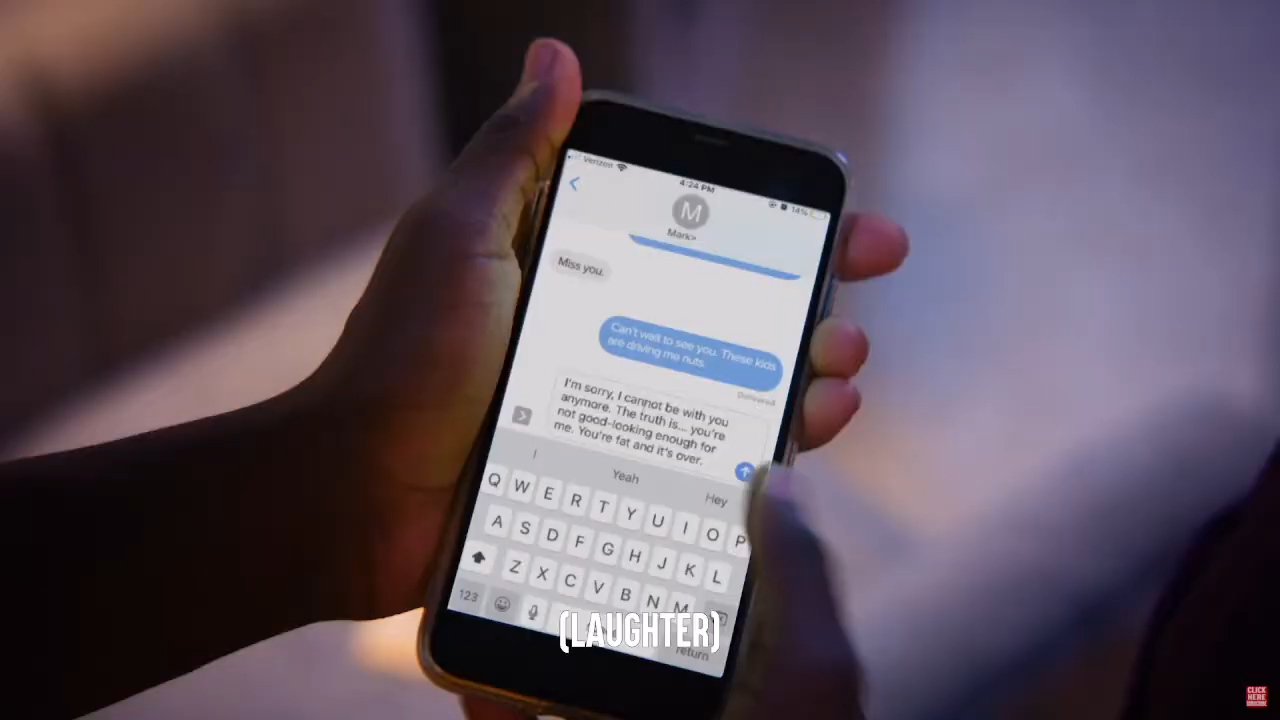 Verizon
4:24 PM
14%
M
Mark>
Miss you.
Can't wait to see you. These kids
are driving me nuts.
Delivered
I'm sorry, I cannot be with you
anymore. The truth is... you're
not good-looking enough for
me. You're fat and it's over.
I
Yeah
Hey
Q W E R T Y U I O P
A S D F G H J K L
Z X C V B N M
123
return
(LAUGHTER)
CLICK
HERE